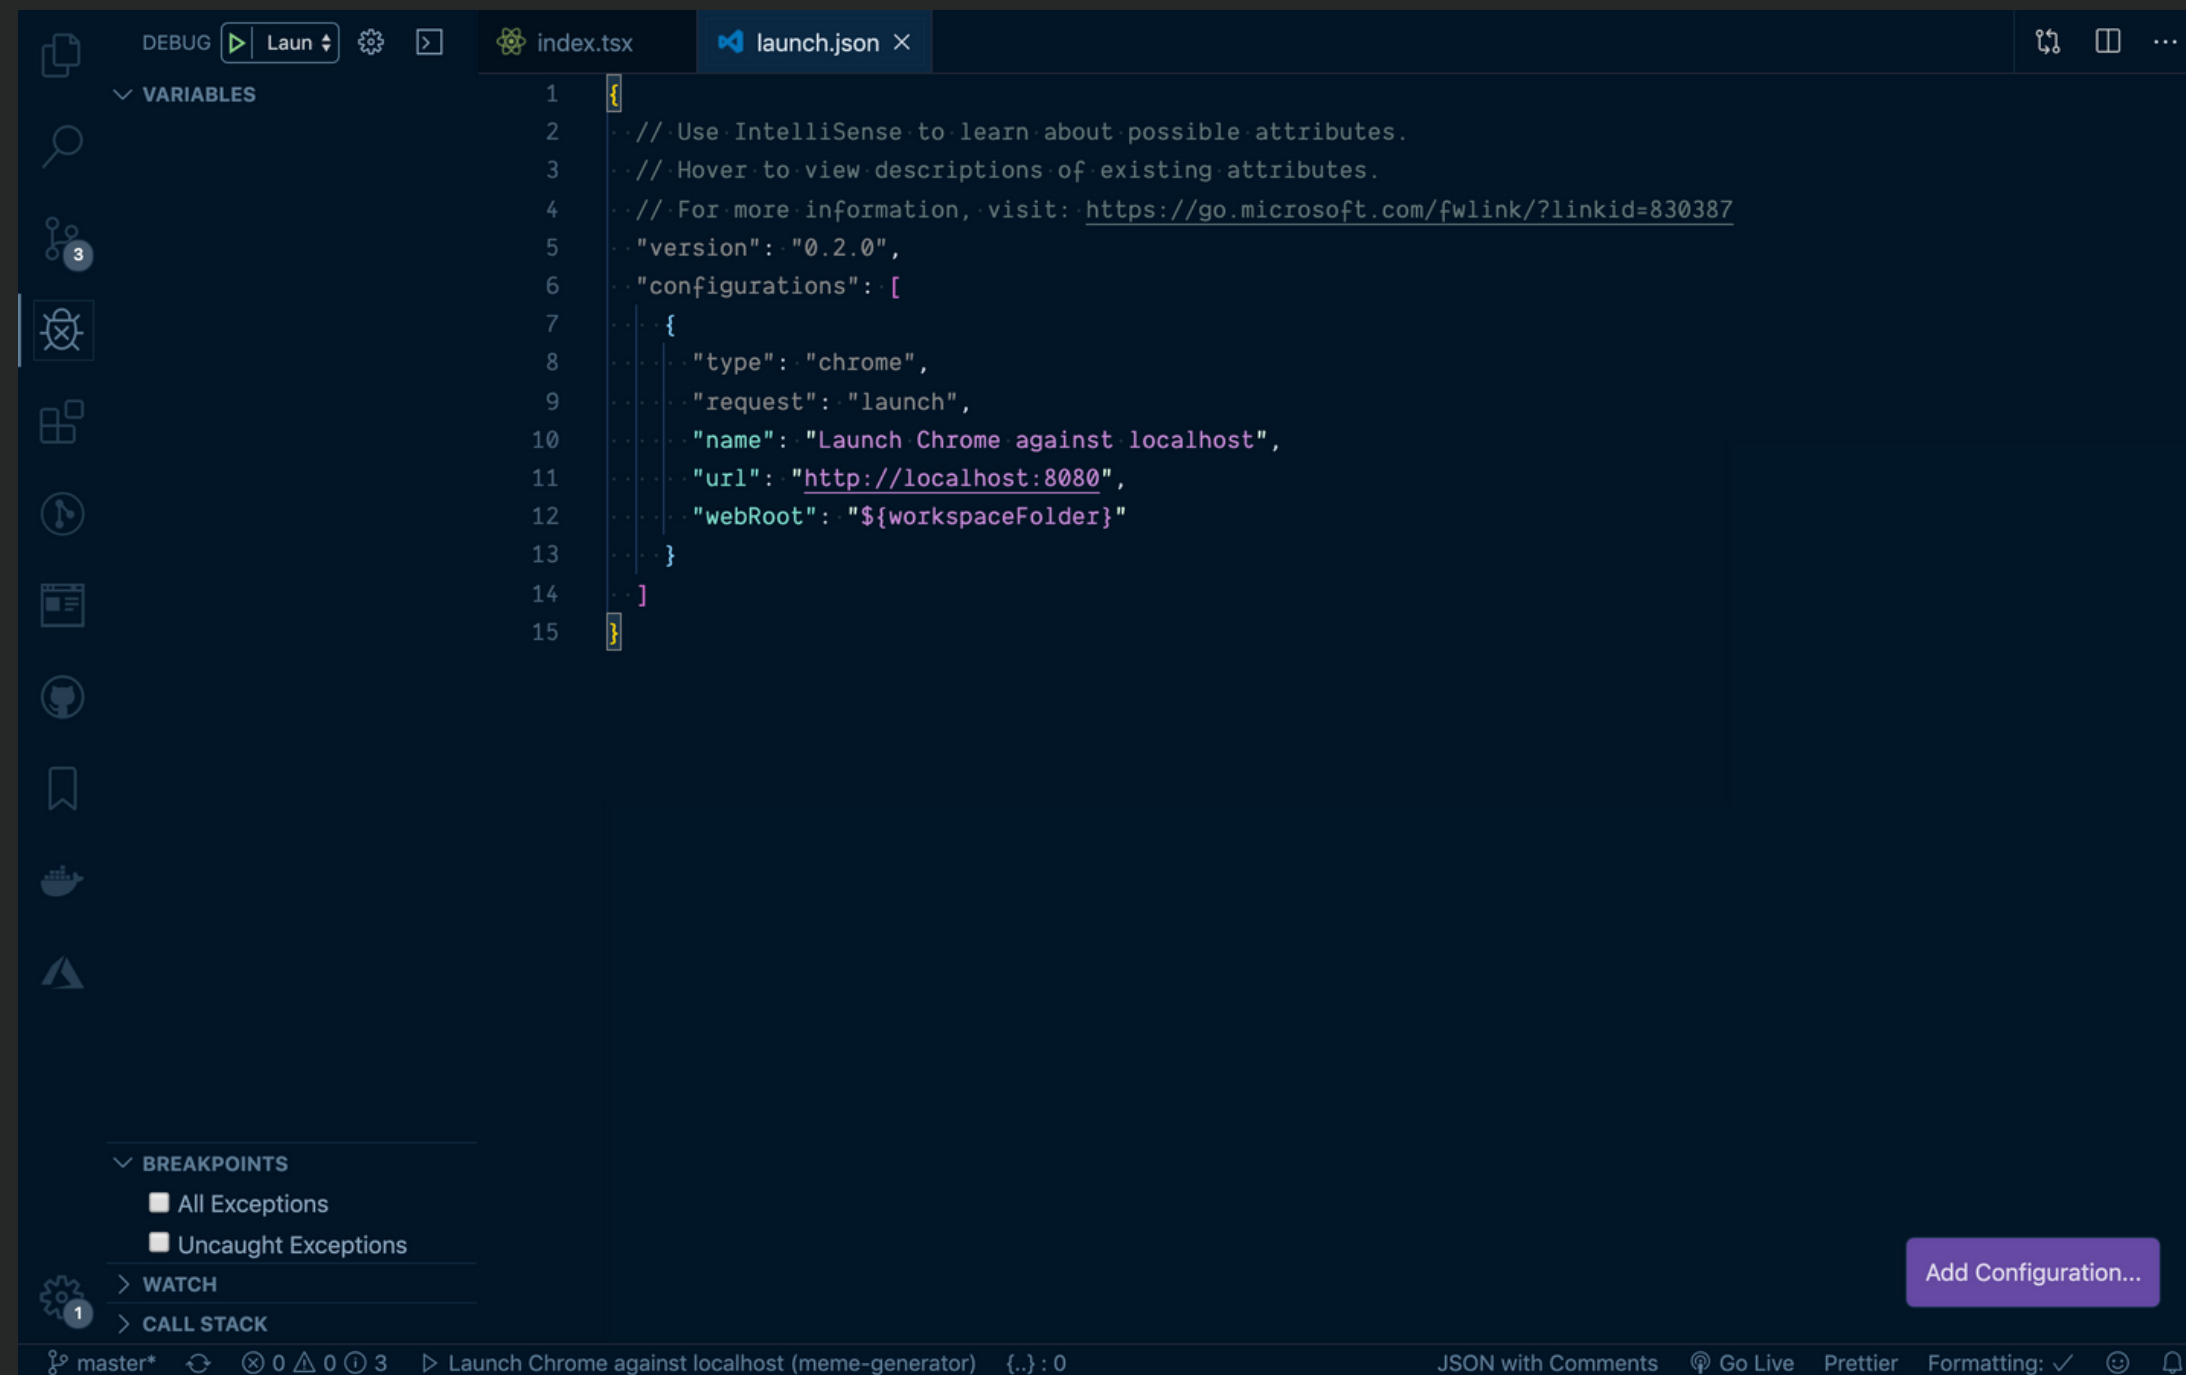 DEBUG Laun
index.tsx
launch.json
VARIABLES
1 {
2 // Use IntelliSense to learn about possible attributes.
3 // Hover to view descriptions of existing attributes.
4 // For more information, visit: https://go.microsoft.com/fwlink/?linkid=830387
5 "version": "0.2.0",
6 "configurations": [
7 {
8 "type": "chrome",
9 "request": "launch",
10 "name": "Launch Chrome against localhost",
11 "url": "http://localhost:8080",
12 "webRoot": "${workspaceFolder}"
13 }
14 ]
15 }
3
BREAKPOINTS
All Exceptions
Uncaught Exceptions
WATCH
CALL STACK
1
Add Configuration...
master* 0 0 3 Launch Chrome against localhost (meme-generator) {..} : 0 JSON with Comments Go Live Prettier Formatting: ✓